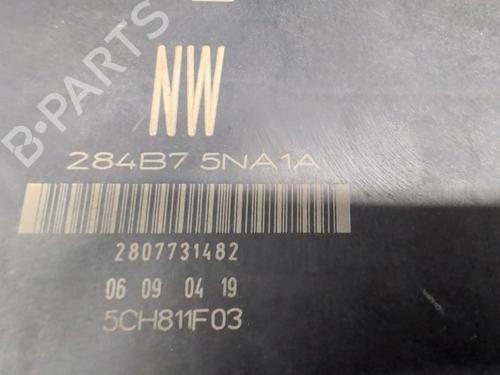 B-PARTS
NW
284B7 5NA1A
2807731482
06 09 04 19
5CH811F03